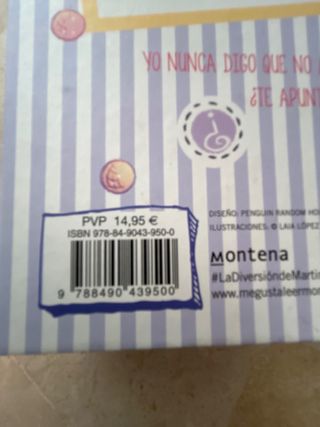 YO NUNCA DIGO QUE NO A
¿TE APUNT
¿
PVP 14,95 €
ISBN 978-84-9043-950-0
9 788490 439500
DISEÑO: PENGUIN RANDOM HO
ILUSTRACIONES: © LAIA LÓPEZ
Montena
#LaDiversióndeMartin
www.megustaleermon